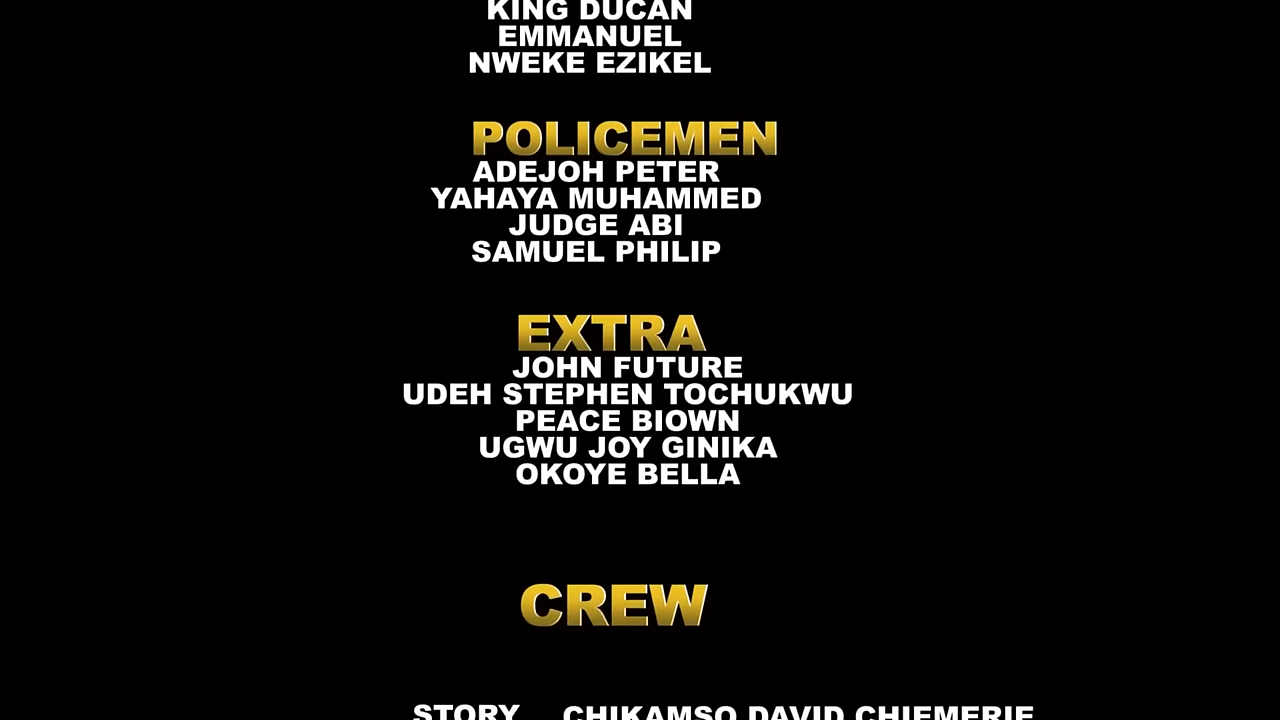 KING DUCAN
EMMANUEL
NWEKE EZIKEL
POLICEMEN
ADEJOH PETER
YAHAYA MUHAMMED
JUDGE ABI
SAMUEL PHILIP
EXTRA
JOHN FUTURE
UDEH STEPHEN TOCHUKWU
PEACE BIOWN
UGWU JOY GINIKA
OKOYE BELLA
CREW
STORY CHIKAMSO DAVID CHIEMERIE